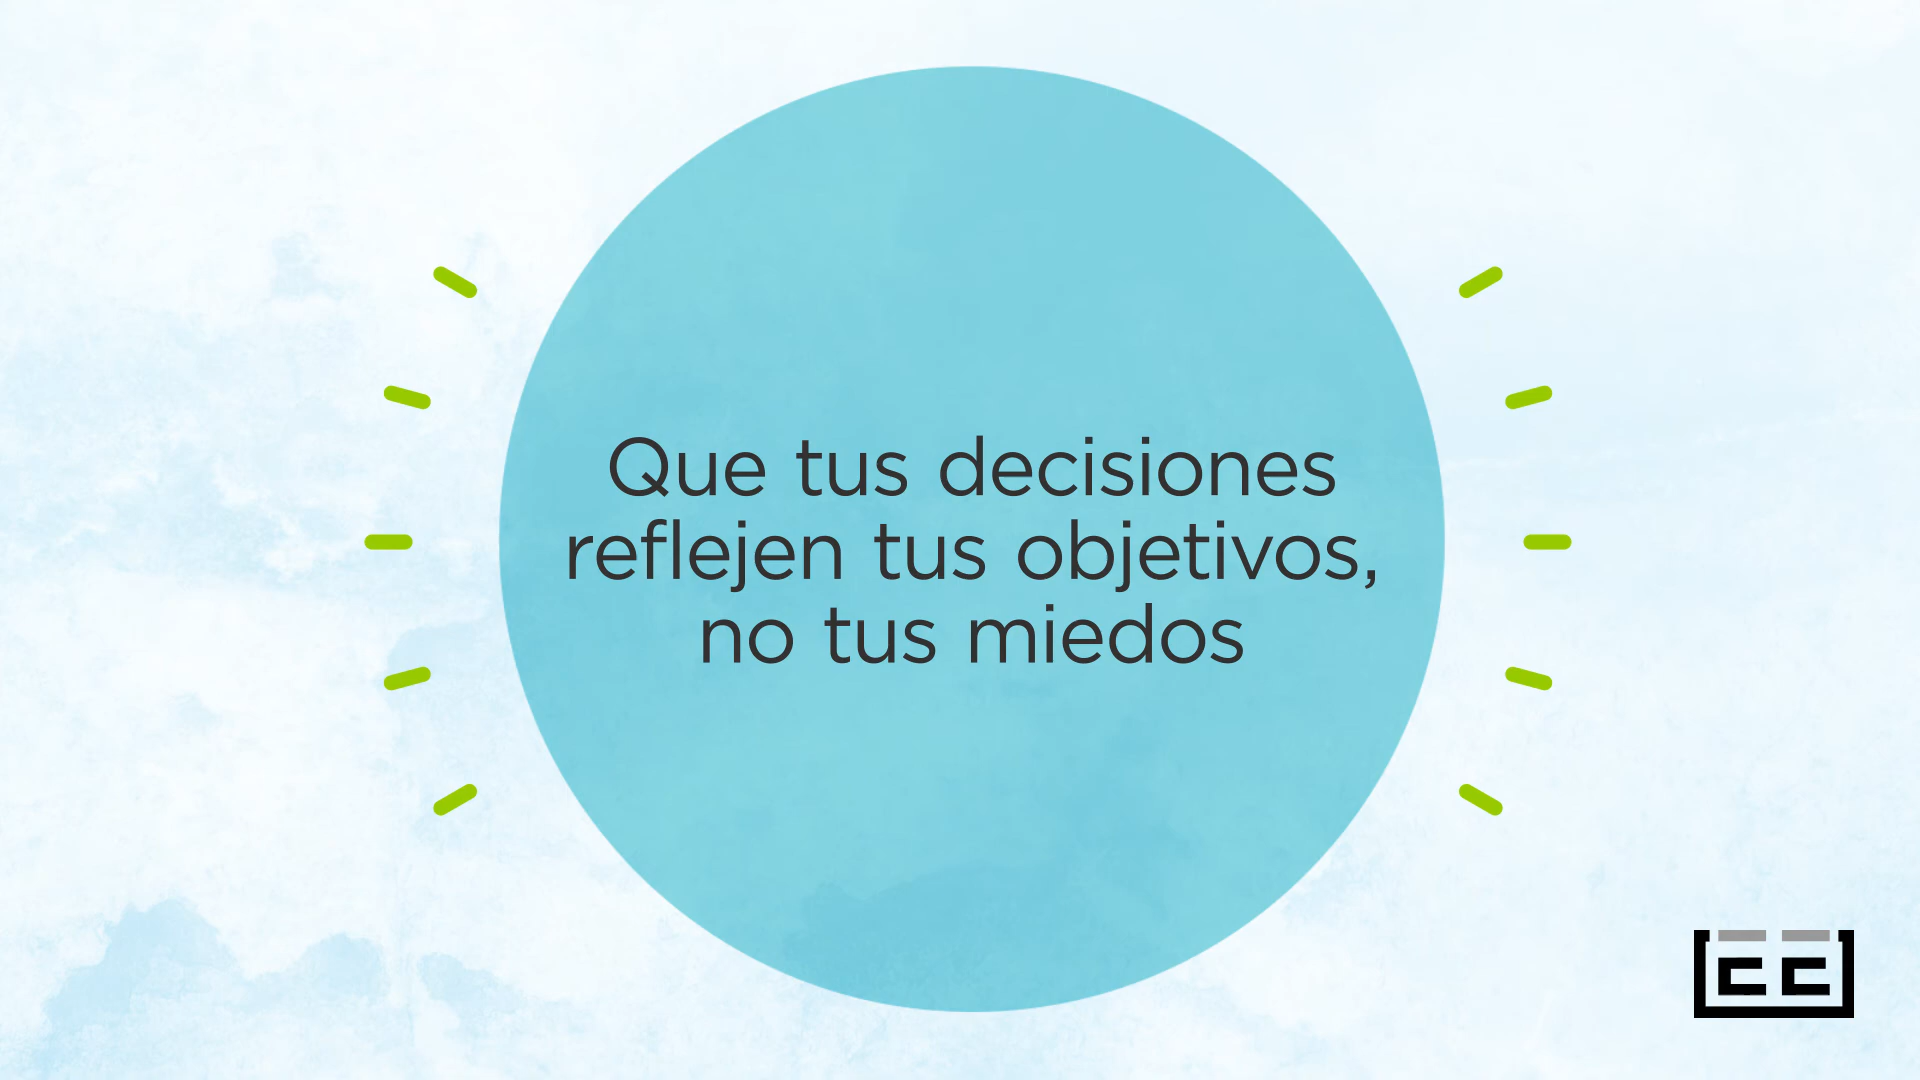 Que tus decisiones
reflejen tus objetivos,
no tus miedos